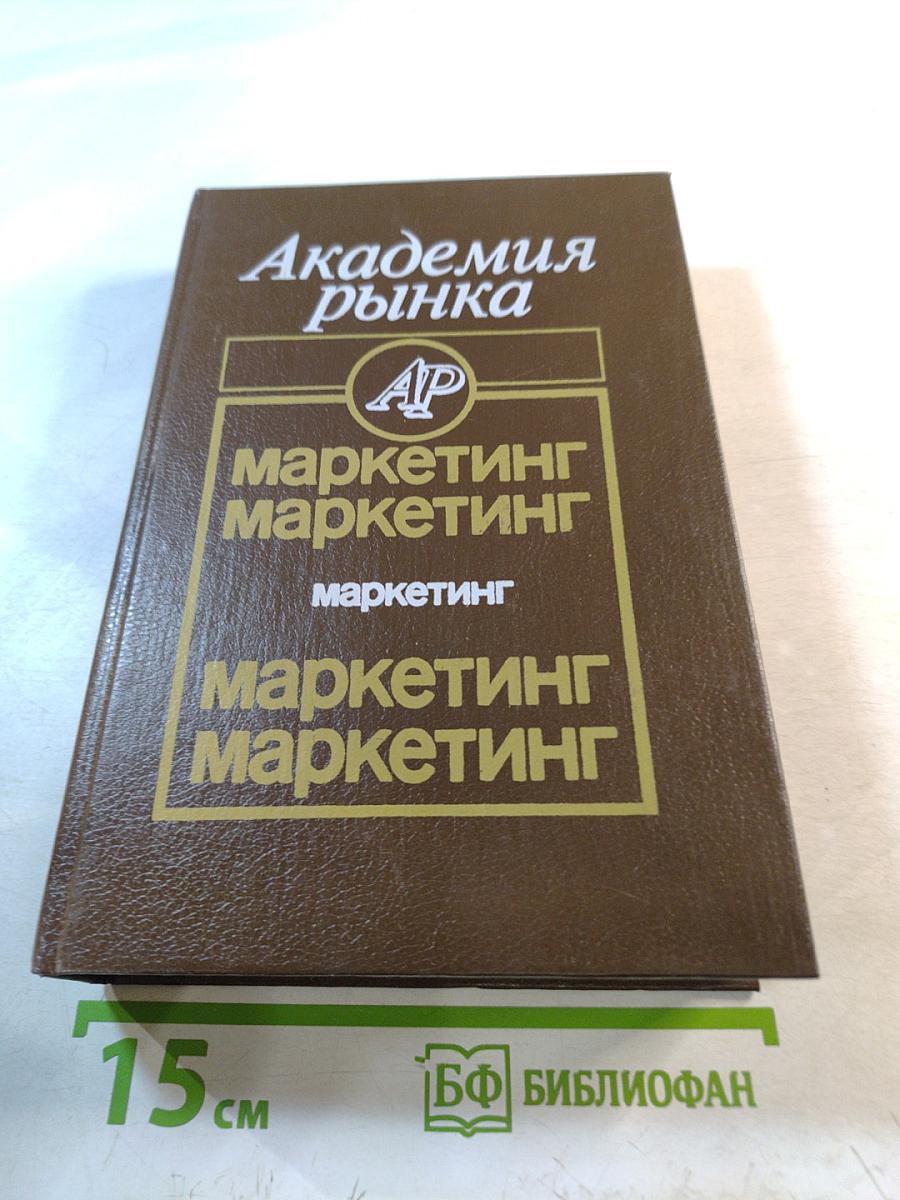 Академия
рынка
АР
маркетинг
маркетинг
маркетинг
маркетинг
маркетинг
15 см
БФ БИБЛИОФАН